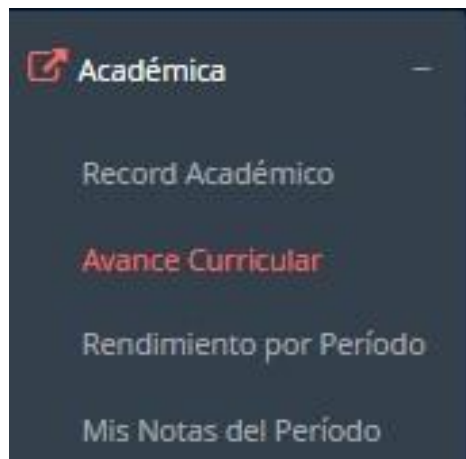 Académica
Record Académico
Avance Curricular
Rendimiento por Período
Mis Notas del Período